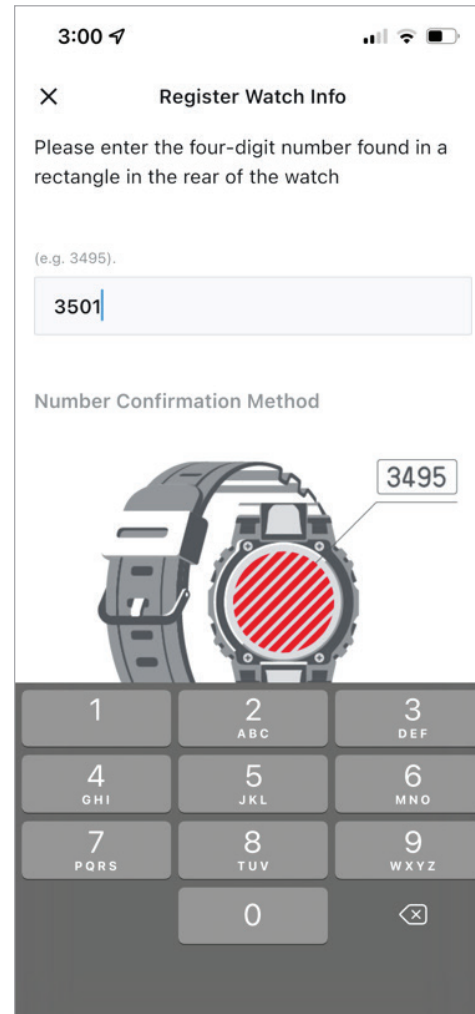 3:00
Register Watch Info
Please enter the four-digit number found in a
rectangle in the rear of the watch
(e.g. 3495).
3501
Number Confirmation Method
3495
1
2
ABC
3
DEF
4
GHI
5
JKL
6
MNO
7
PQRS
8
TUV
9
WXYZ
0